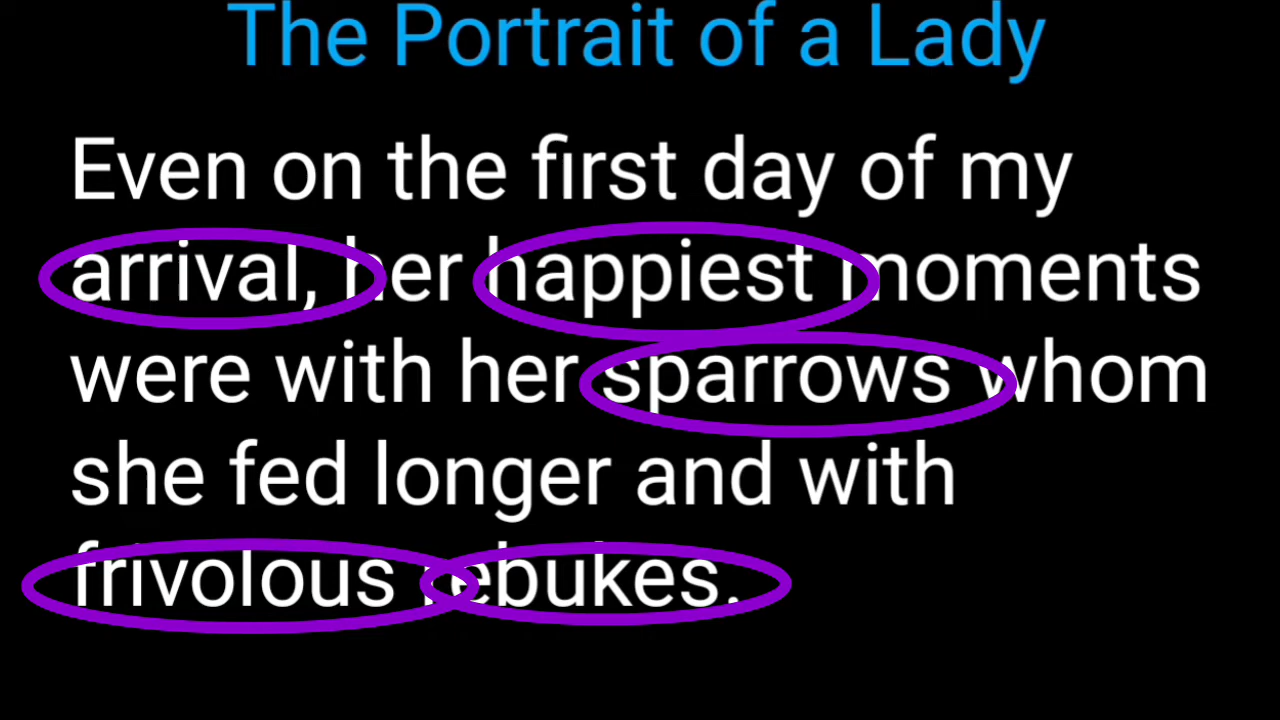 The Portrait of a Lady
Even on the first day of my
arrival, her happiest moments
were with her sparrows whom
she fed longer and with
frivolous rebukes.